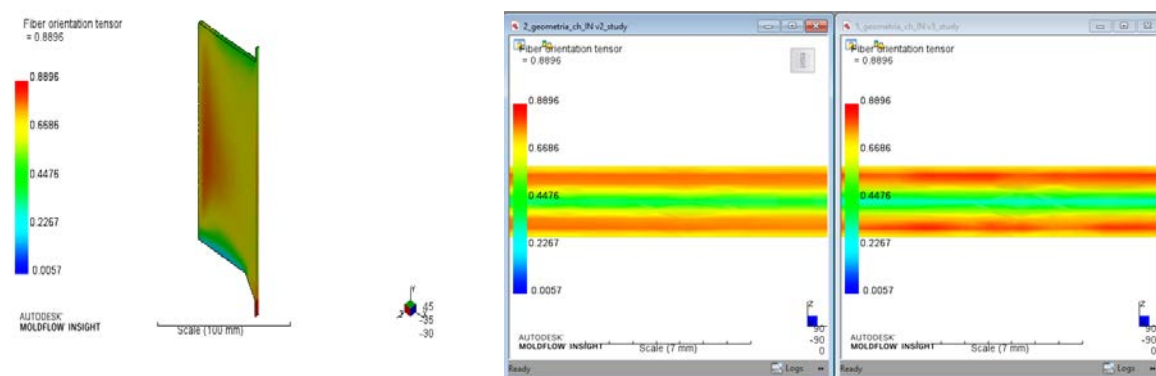 Fiber orientation tensor
= 0.8896
0.8896
0.6686
0.4476
0.2267
0.0057
AUTODESK
MOLDFLOW INSIGHT
Scale (100 mm)
Y
45
-35
-30
2_geometria_ch_IN v2_study
Fiber orientation tensor
= 0.8896
0.8896
0.6686
0.4476
0.2267
0.0057
AUTODESK
MOLDFLOW INSIGHT
Scale (7 mm)
Z
90
-90
0
Ready
Logs
geometria_ch_IN v3_study
Fiber orientation tensor
= 0.8896
0.8896
0.6686
0.4476
0.2267
0.0057
AUTODESK
MOLDFLOW INSIGHT
Scale (7 mm)
Z
90
-90
0
Ready
Logs